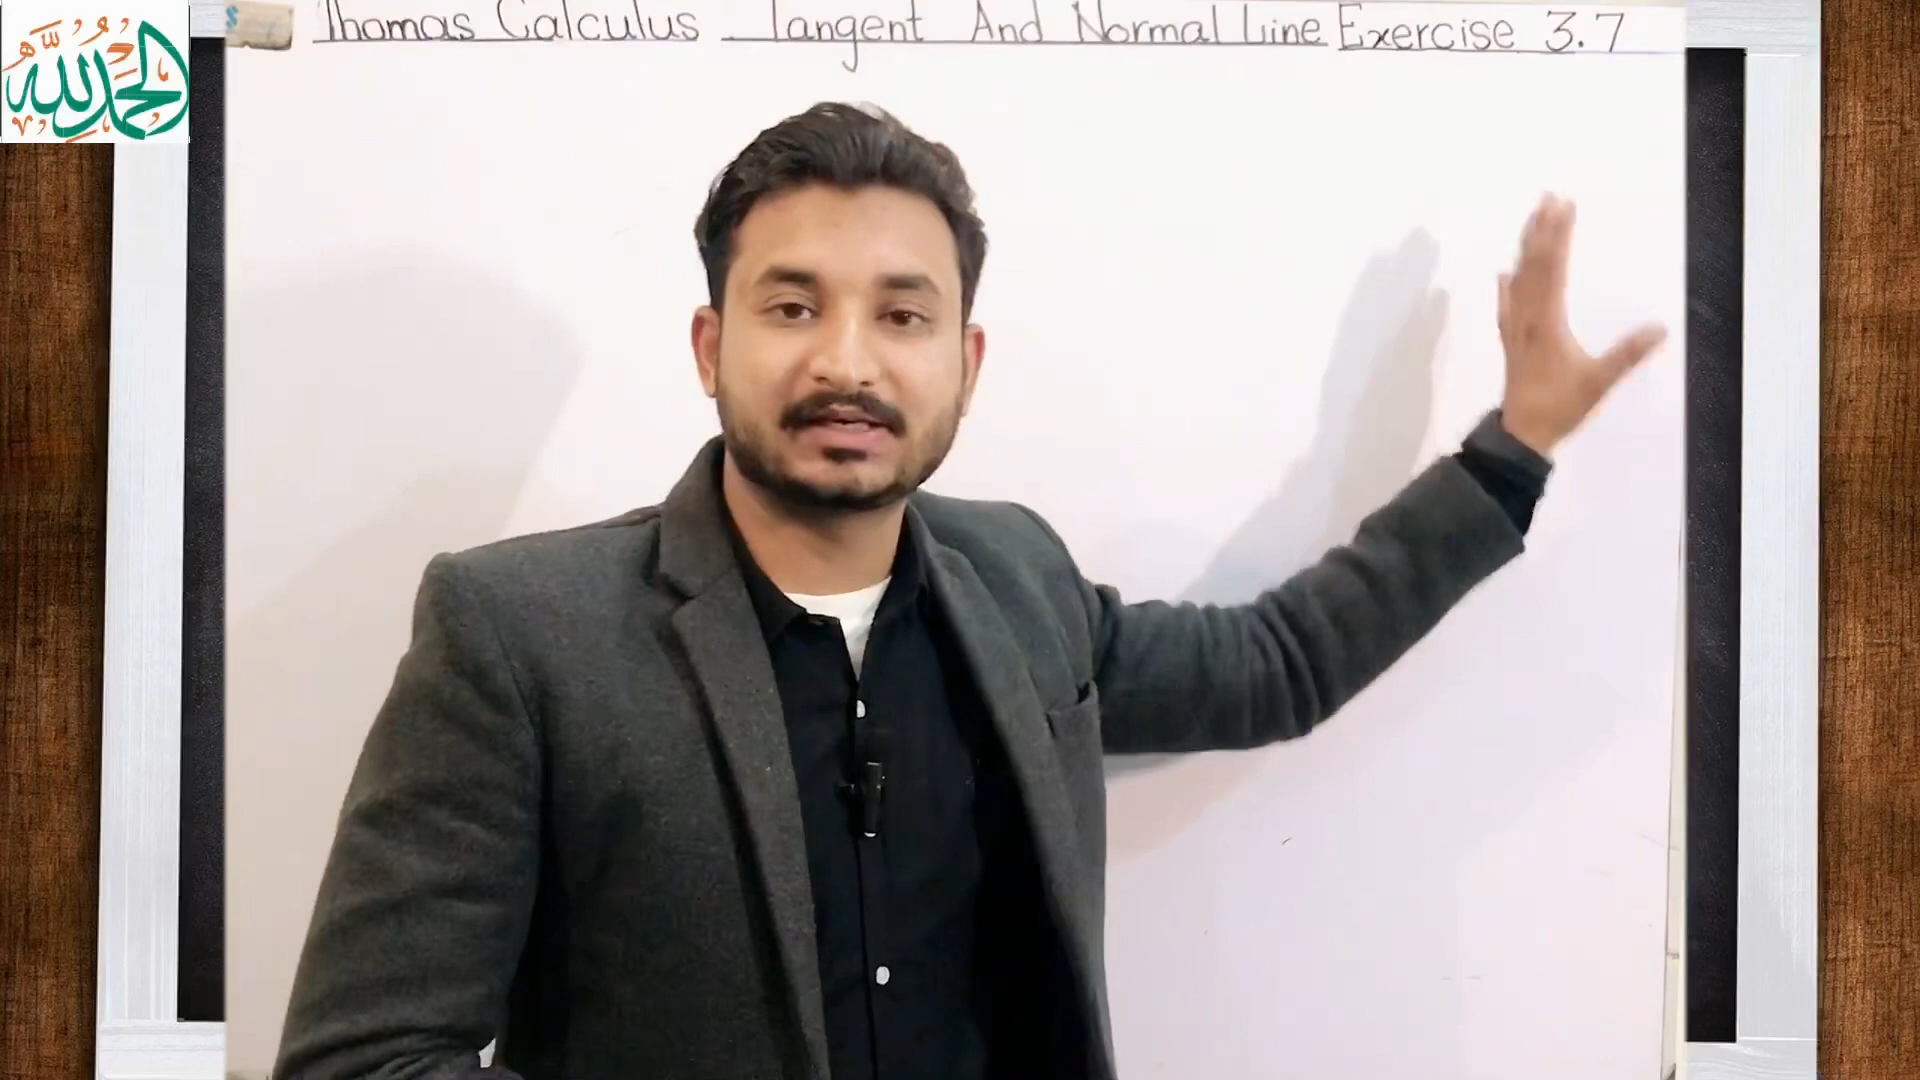 Thomas Calculus Tangent And Normal Line Exercise 3.7
الحمد لله